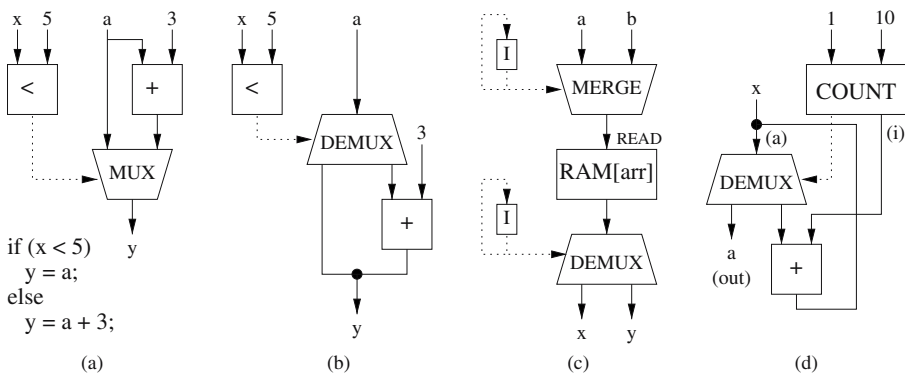 x 5 a 3
< +
MUX
y
if (x < 5)
y = a;
else
y = a + 3;
(a)
x 5 a
<
DEMUX
3
+
y
(b)
a b
I
MERGE
READ
RAM[arr]
I
DEMUX
x y
(c)
1 10
COUNT
x
(a) (i)
DEMUX
a
(out)
+
(d)